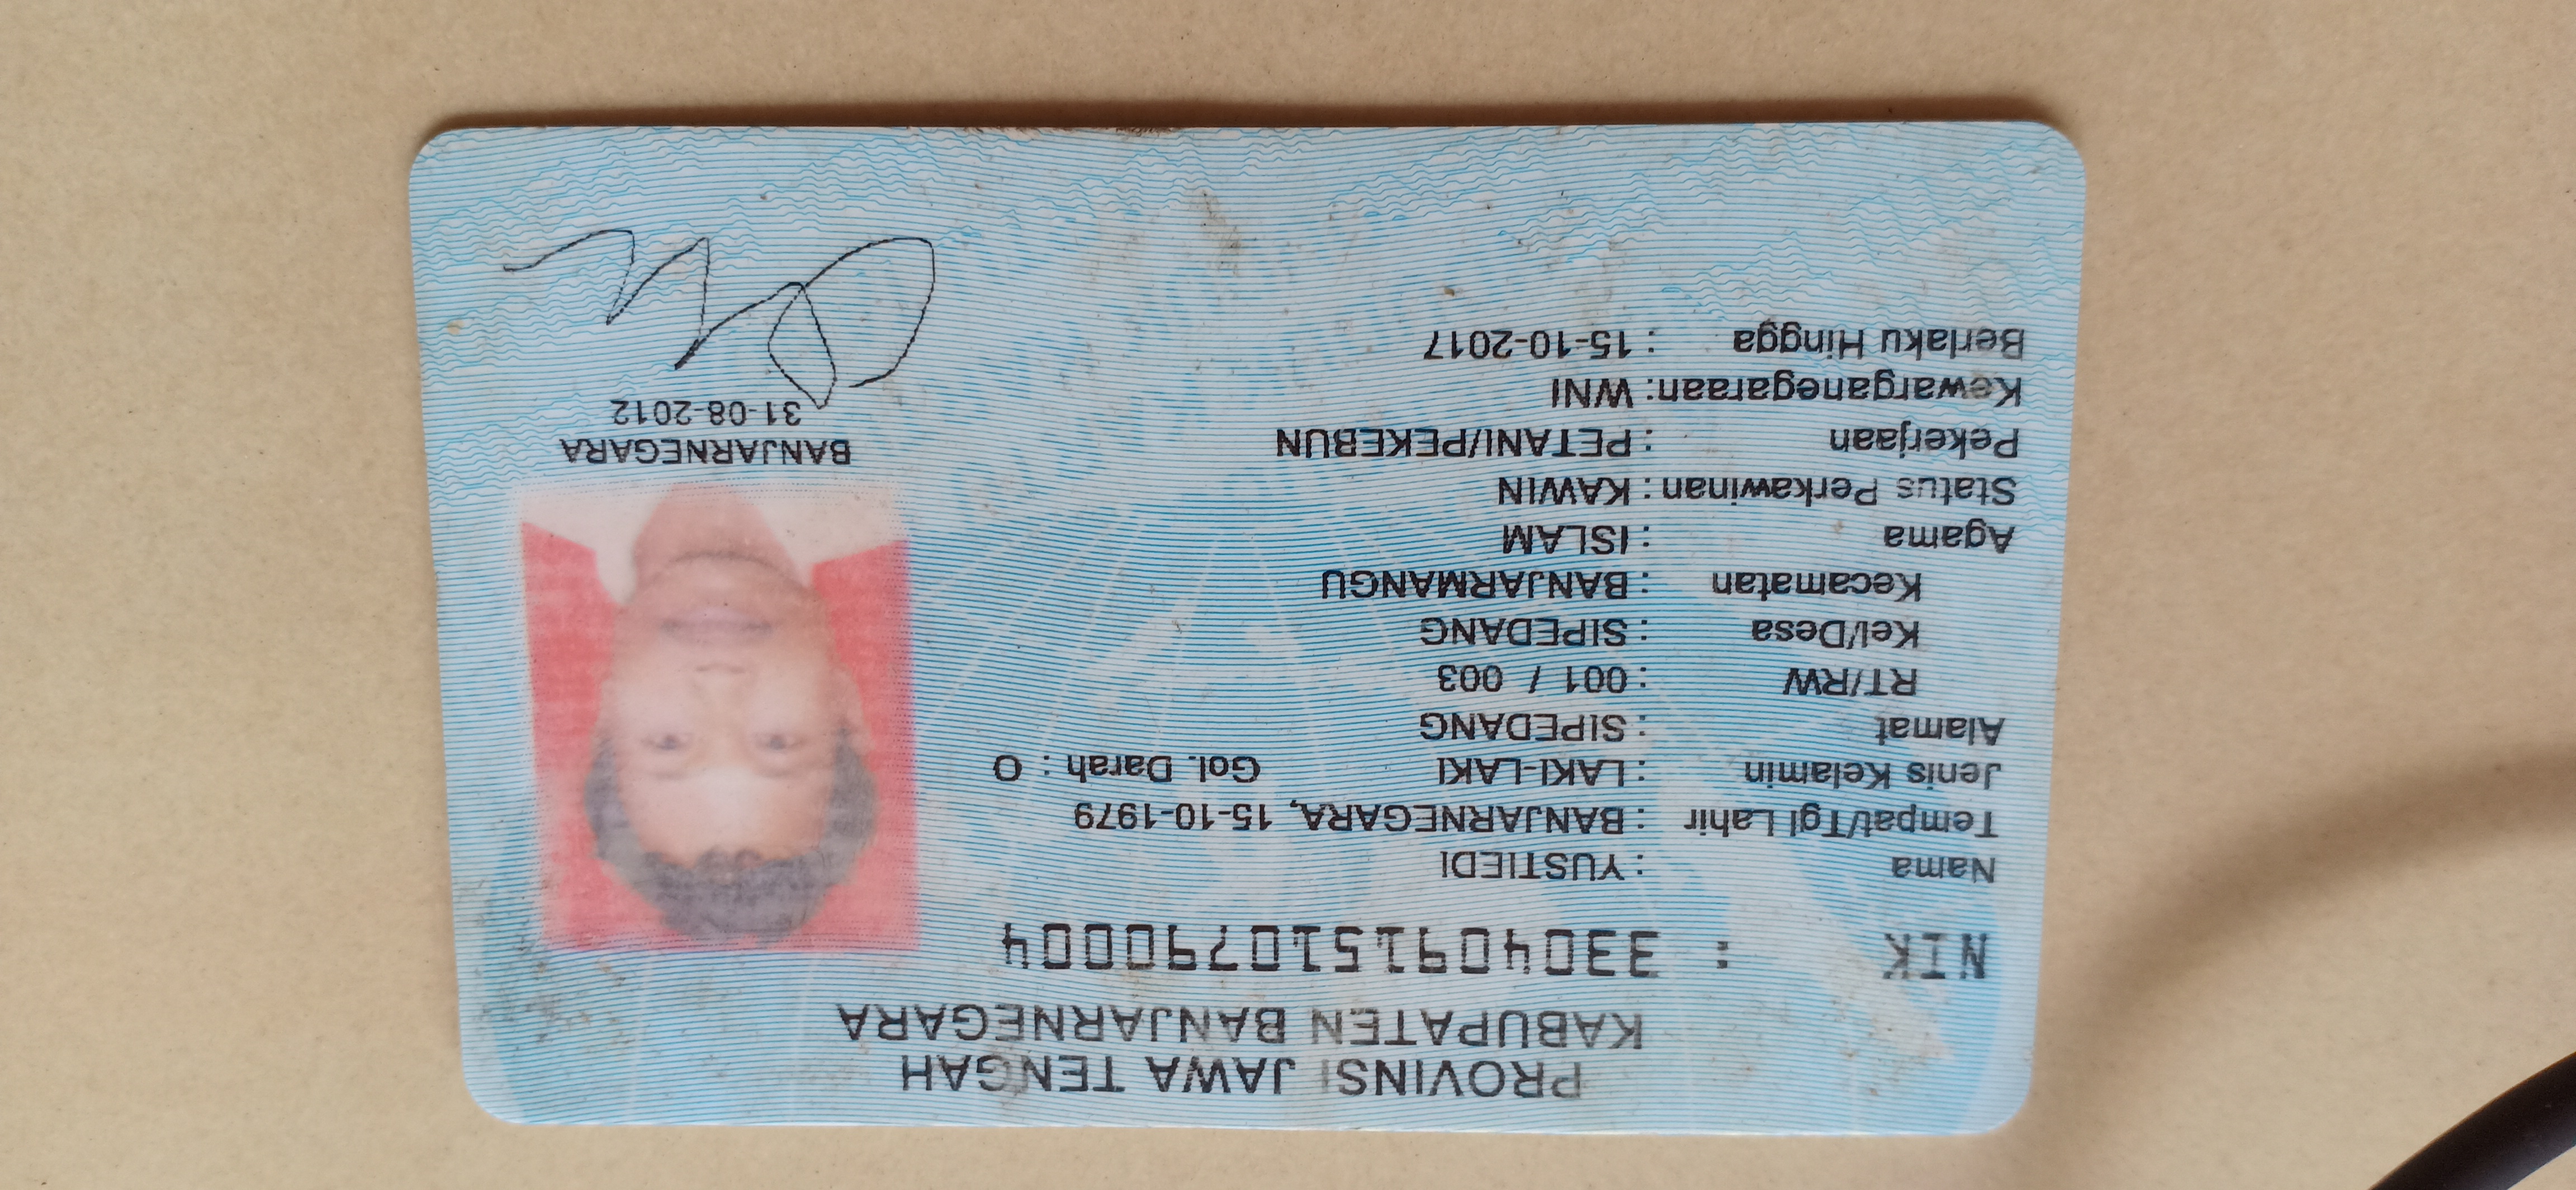 PROVINSI JAWA TENGAH
KABUPATEN BANJARNEGARA
NIK : 3304091510790004
Nama : YUSTIEDI
Tempat/Tgl Lahir : BANJARNEGARA, 15-10-1979
Jenis Kelamin : LAKI-LAKI Gol. Darah : O
Alamat : SIPEDANG
RT/RW : 001 / 003
Kel/Desa : SIPEDANG
Kecamatan : BANJARMANGU
Agama : ISLAM
Status Perkawinan : KAWIN
Pekerjaan : PETANI/PEKEBUN
Kewarganegaraan: WNI
Berlaku Hingga : 15-10-2017
BANJARNEGARA
31-08-2012